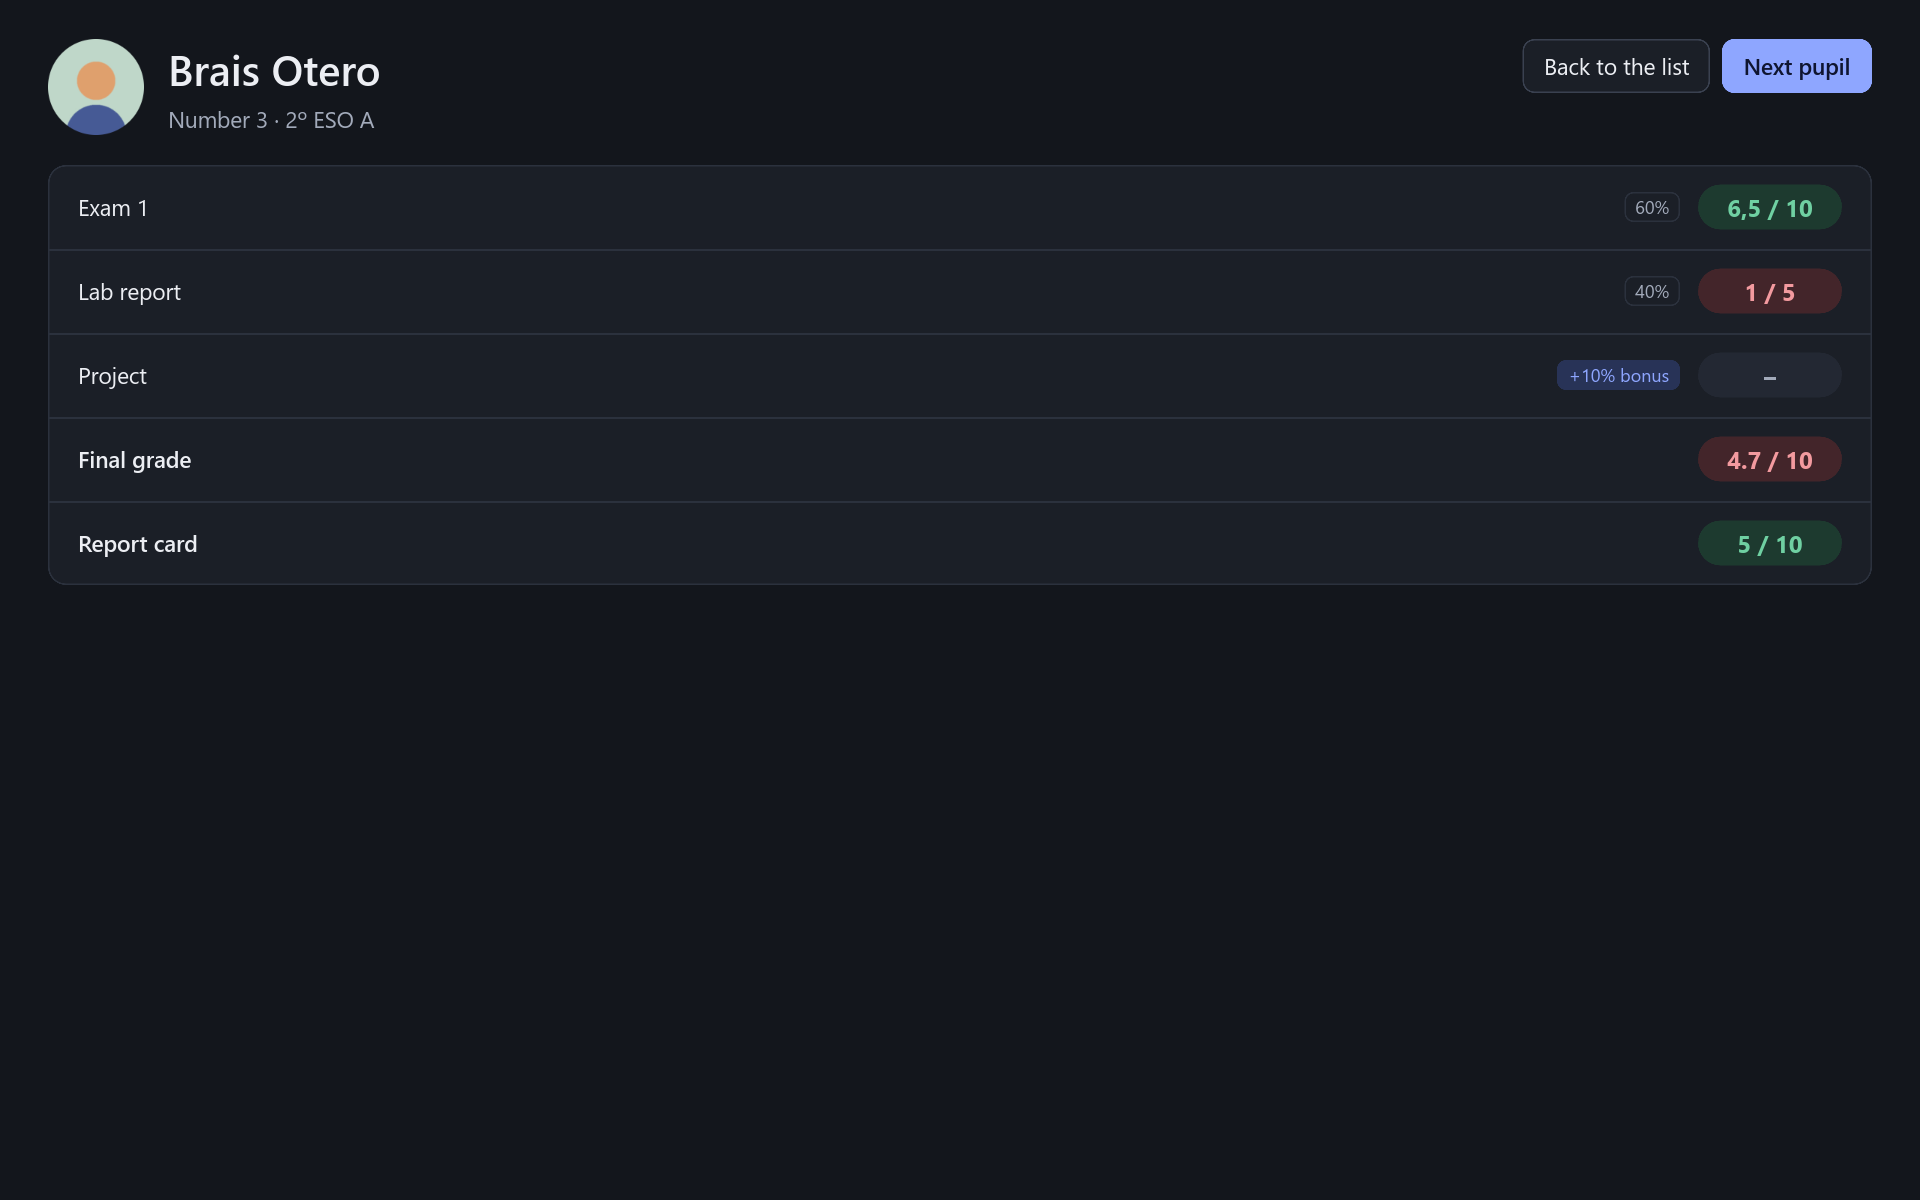 Brais Otero
Number 3 · 2º ESO A
Back to the list
Next pupil
Exam 1 60% 6,5 / 10
Lab report 40% 1 / 5
Project +10% bonus –
Final grade 4.7 / 10
Report card 5 / 10